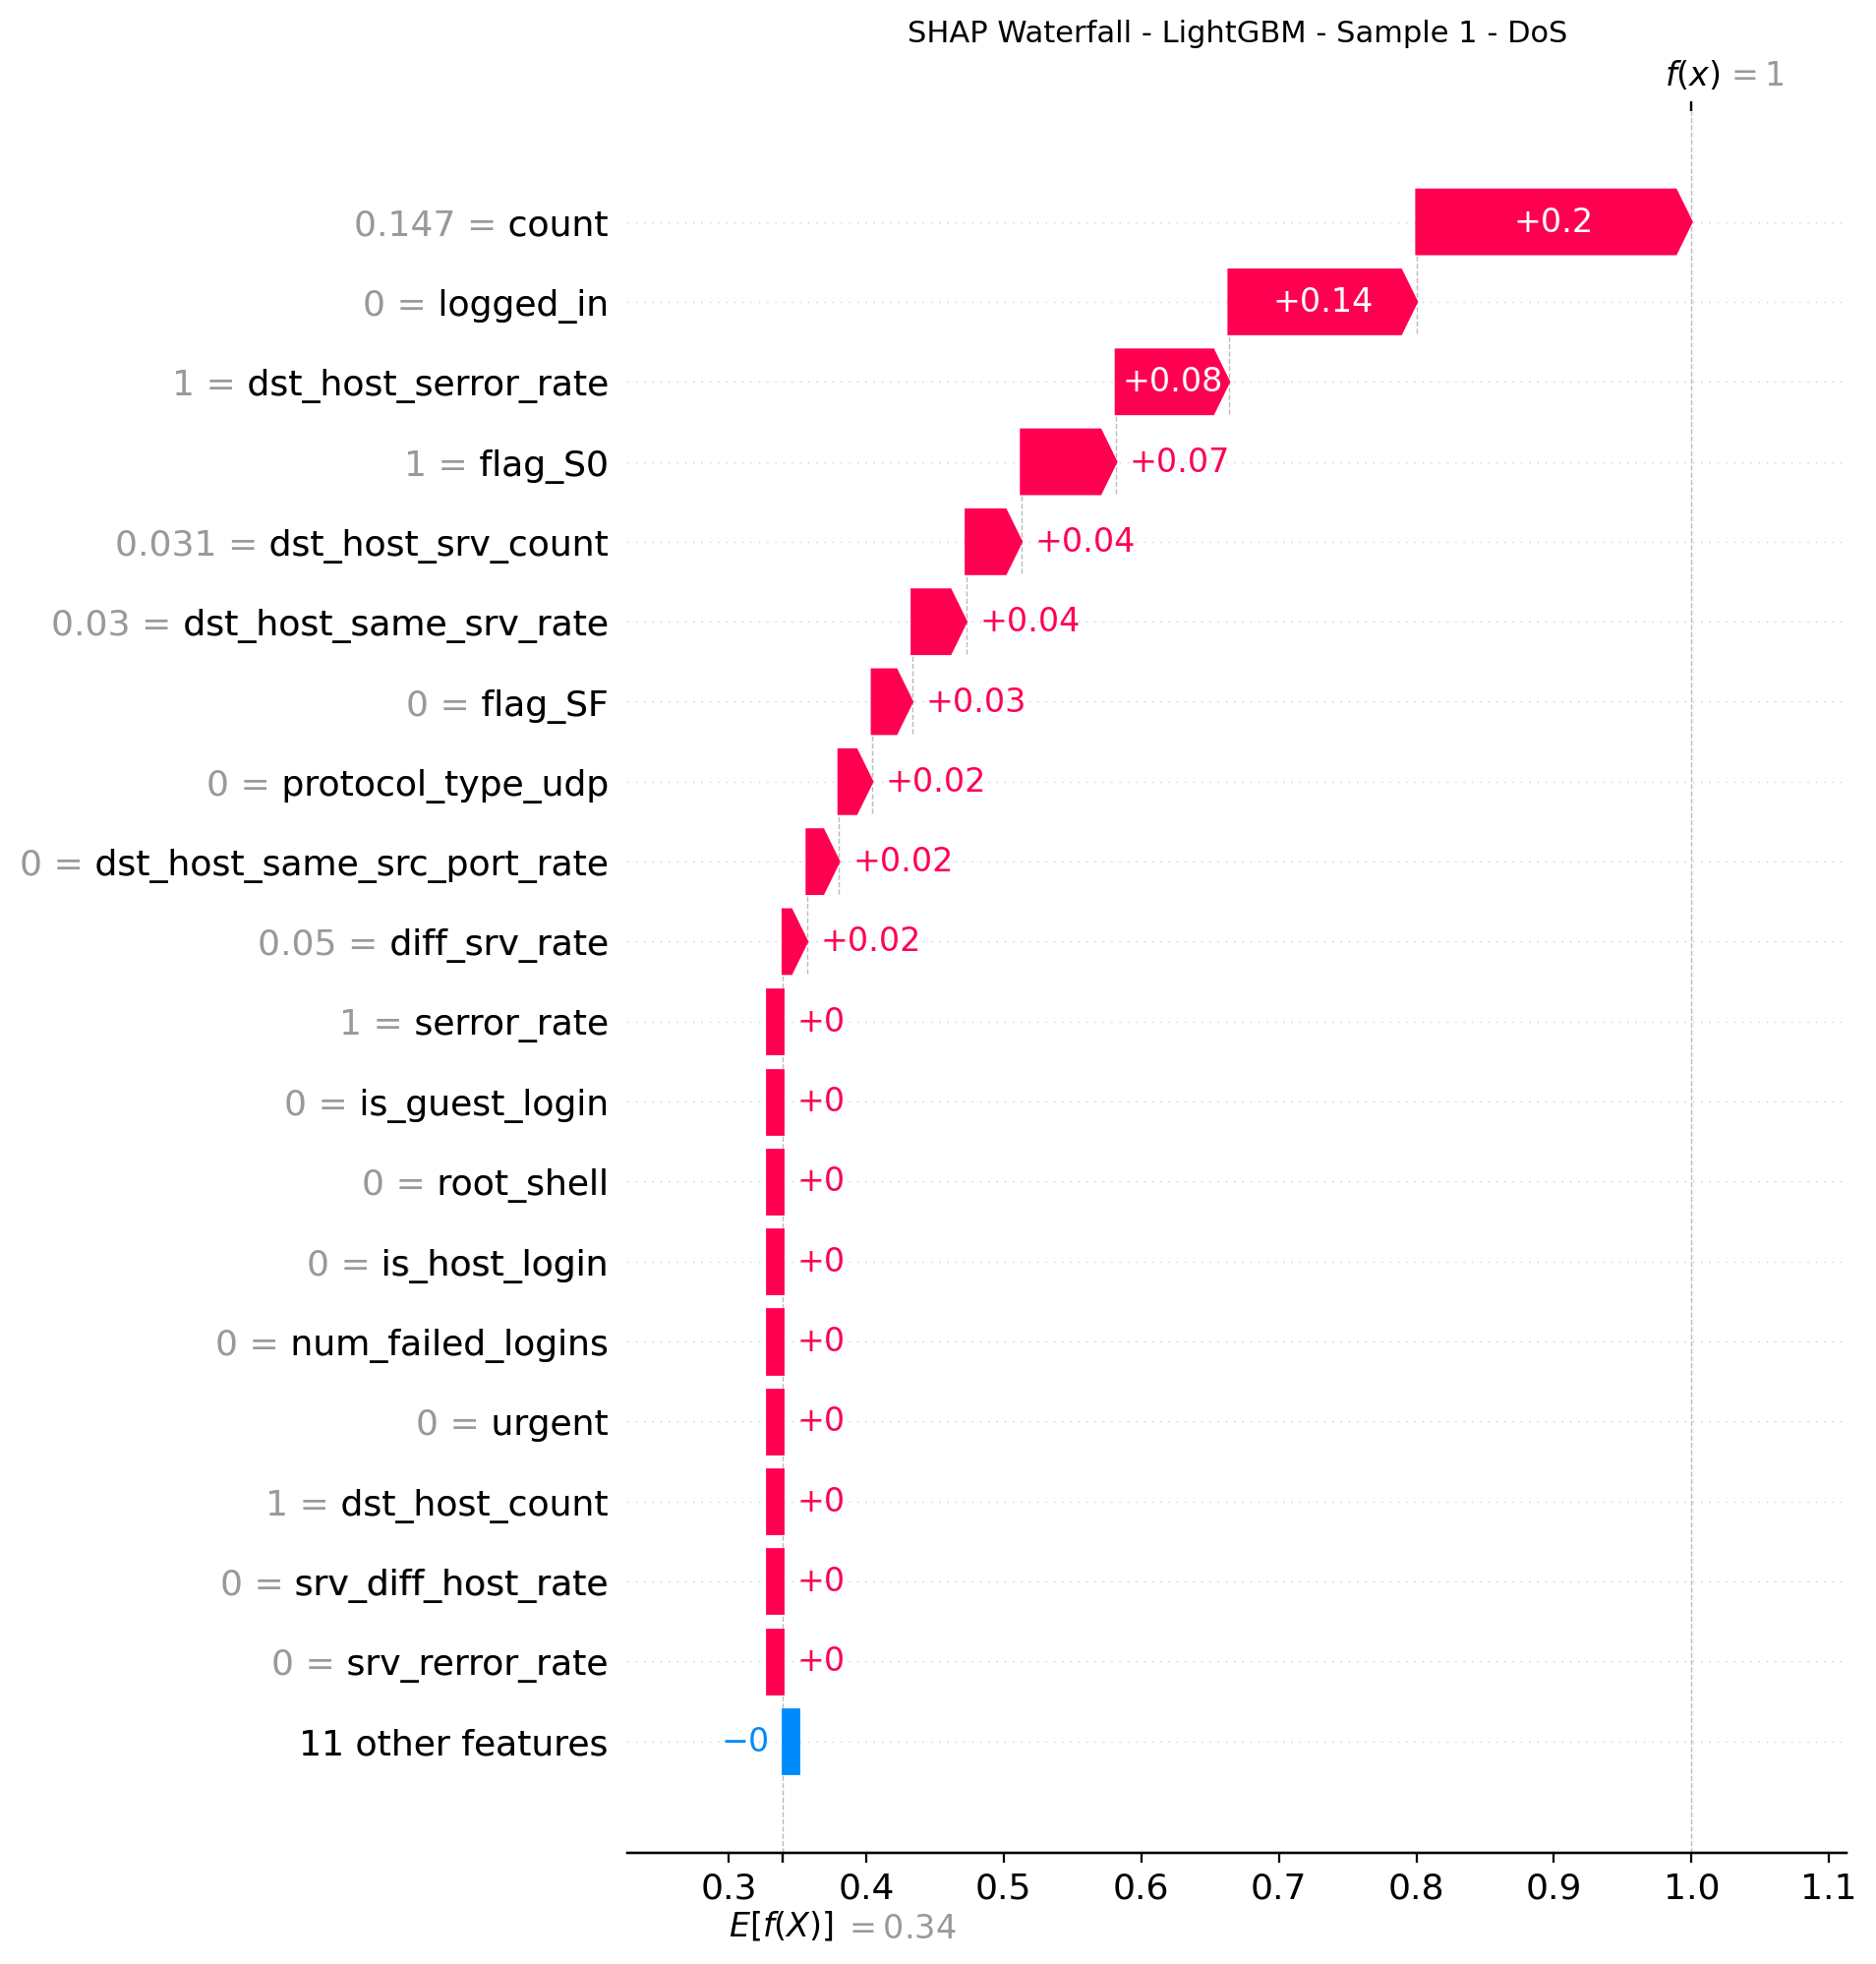 SHAP Waterfall - LightGBM - Sample 1 - DoS
f(x) = 1
0.147 = count +0.2
0 = logged_in +0.14
1 = dst_host_serror_rate +0.08
1 = flag_S0 +0.07
0.031 = dst_host_srv_count +0.04
0.03 = dst_host_same_srv_rate +0.04
0 = flag_SF +0.03
0 = protocol_type_udp +0.02
0 = dst_host_same_src_port_rate +0.02
0.05 = diff_srv_rate +0.02
1 = serror_rate +0
0 = is_guest_login +0
0 = root_shell +0
0 = is_host_login +0
0 = num_failed_logins +0
0 = urgent +0
1 = dst_host_count +0
0 = srv_diff_host_rate +0
0 = srv_rerror_rate +0
11 other features −0
0.3 0.4 0.5 0.6 0.7 0.8 0.9 1.0 1.1
E[f(X)] = 0.34